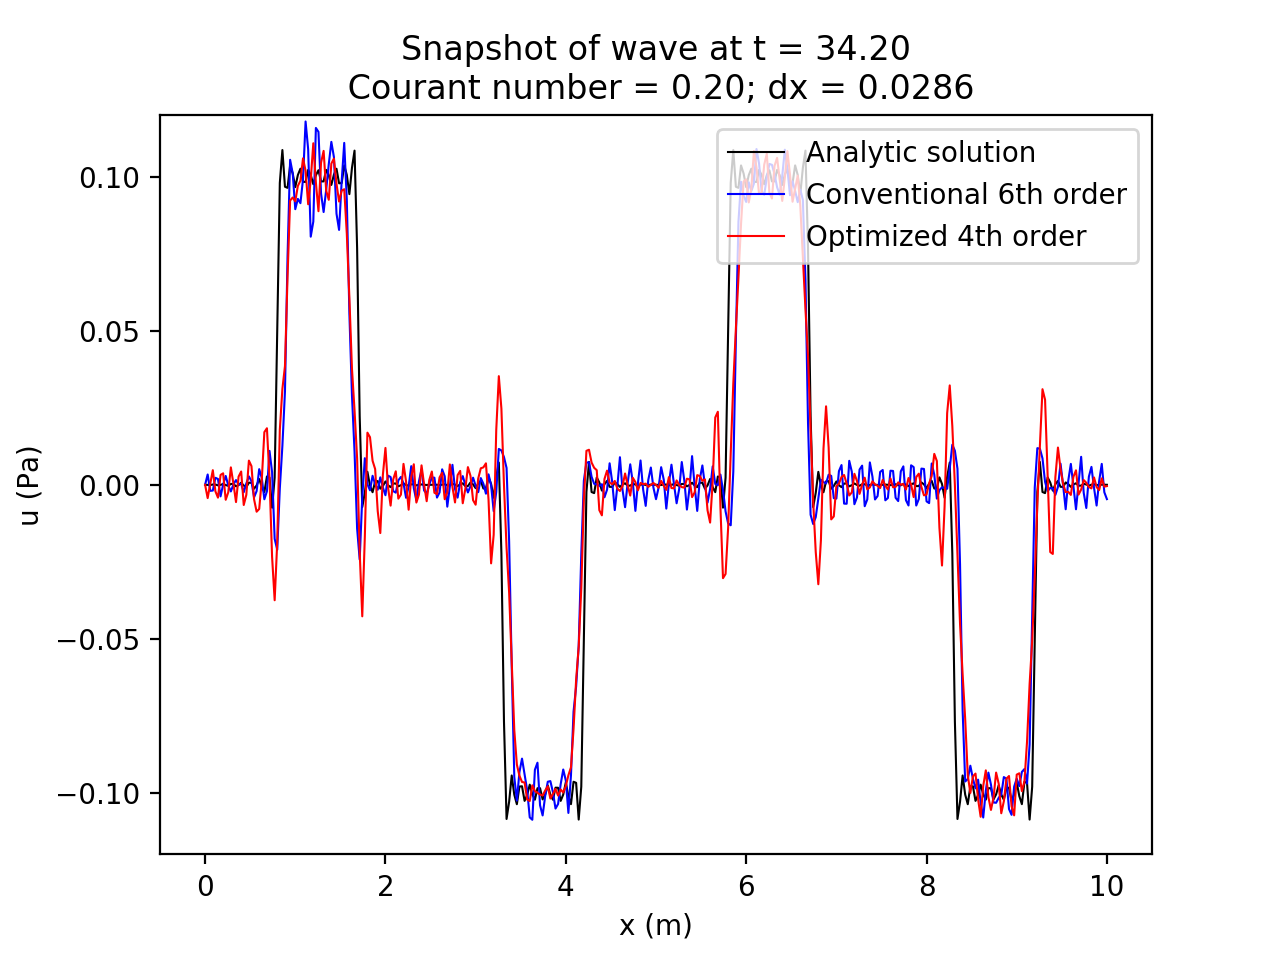 Snapshot of wave at t = 34.20
Courant number = 0.20; dx = 0.0286
Analytic solution
Conventional 6th order
Optimized 4th order
0.10
0.05
0.00
−0.05
−0.10
u (Pa)
0 2 4 6 8 10
x (m)